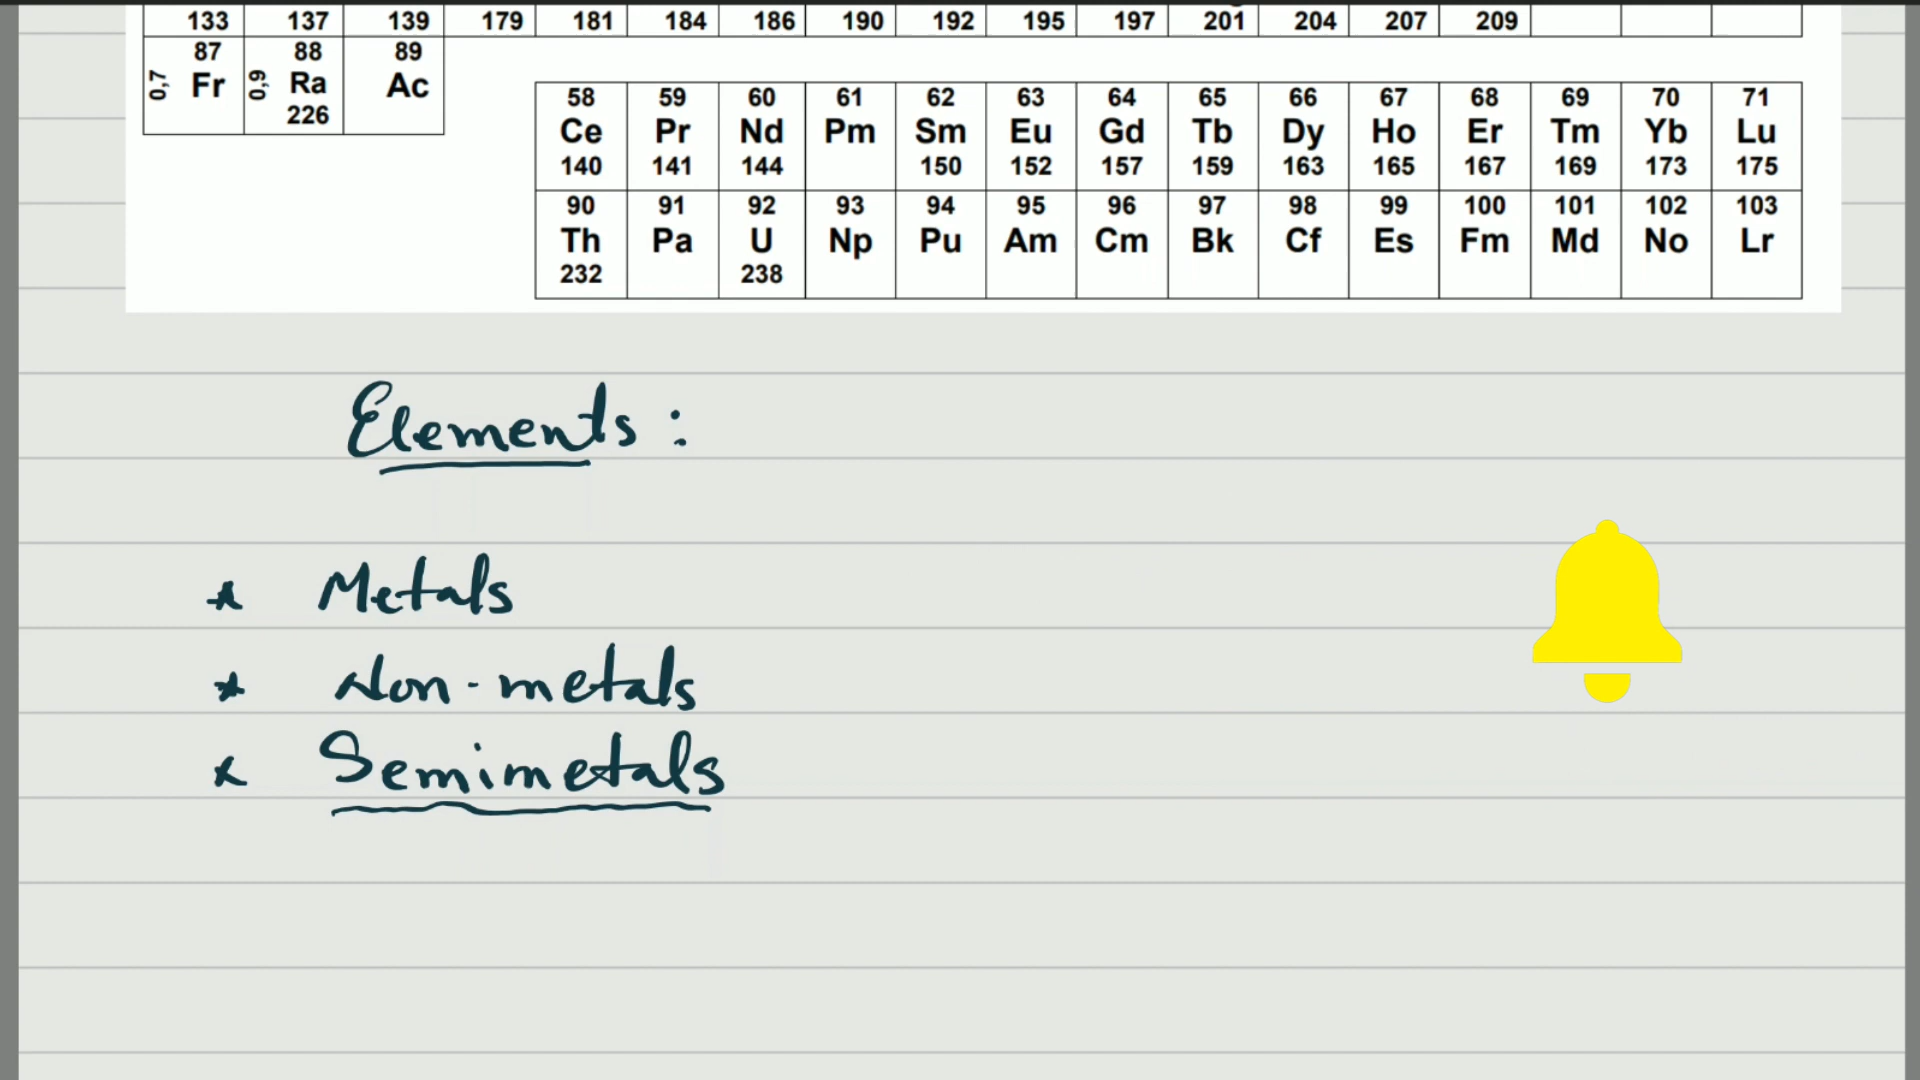 133 137 139 179 181 184 186 190 192 195 197 201 204 207 209
87 88 89
0,7 Fr 0,9 Ra Ac
226
58 59 60 61 62 63 64 65 66 67 68 69 70 71
Ce Pr Nd Pm Sm Eu Gd Tb Dy Ho Er Tm Yb Lu
140 141 144 150 152 157 159 163 165 167 169 173 175
90 91 92 93 94 95 96 97 98 99 100 101 102 103
Th Pa U Np Pu Am Cm Bk Cf Es Fm Md No Lr
232 238
Elements :
* Metals
* Non-metals
* Semimetals